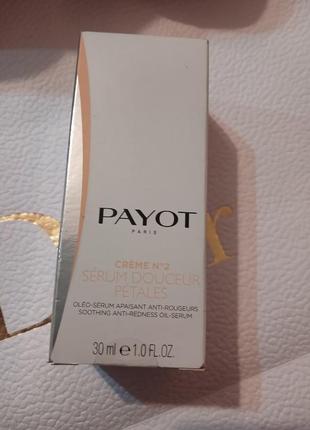 PAYOT
PARIS
CRÈME N°2
SÉRUM DOUCEUR
PÉTALES
OLÉO-SÉRUM APAISANT ANTI-ROUGEURS
SOOTHING ANTI-REDNESS OIL-SERUM
30 ml ℮ 1.0 FL.OZ.